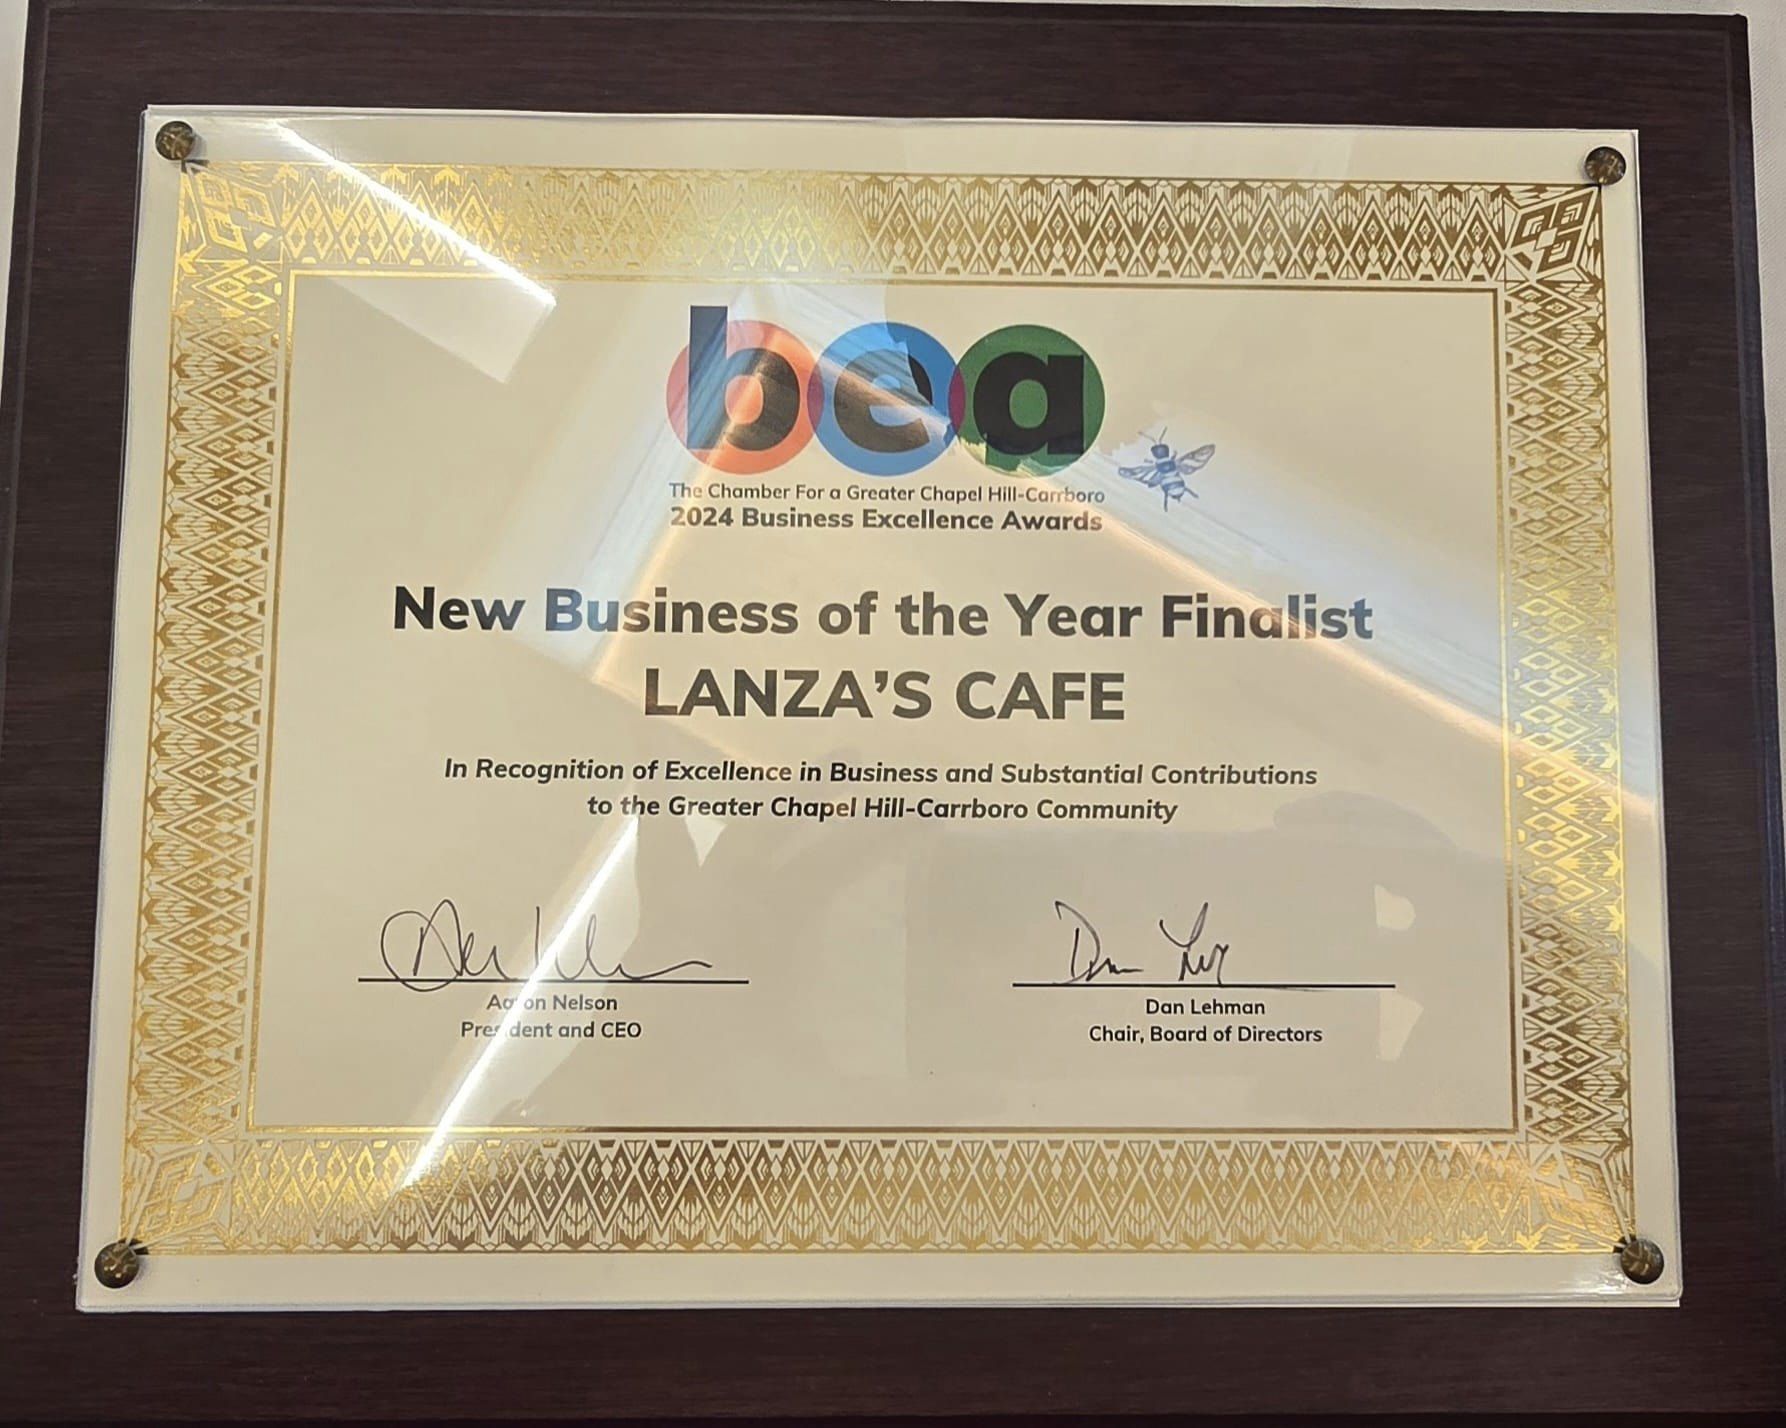 bea
The Chamber For a Greater Chapel Hill-Carrboro
2024 Business Excellence Awards
New Business of the Year Finalist
LANZA'S CAFE
In Recognition of Excellence in Business and Substantial Contributions
to the Greater Chapel Hill-Carrboro Community
Aaron Nelson
President and CEO
Dan Lehman
Chair, Board of Directors